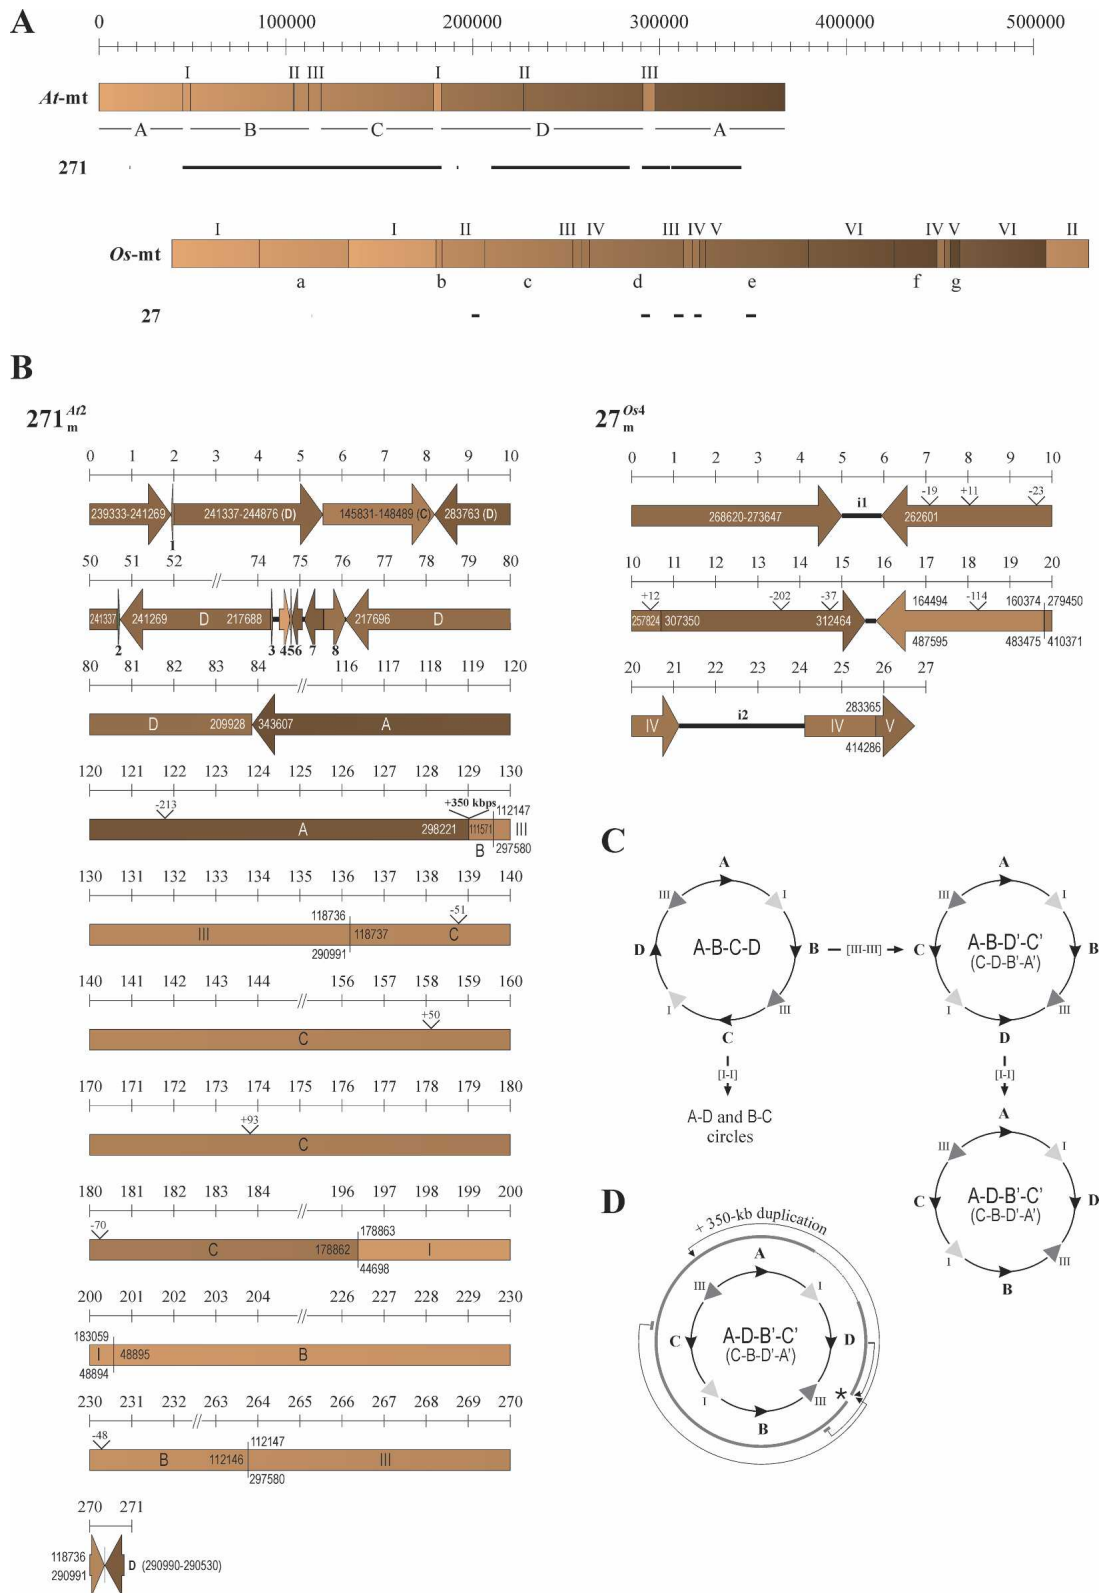 A
0 100000 200000 300000 400000 500000
I II III I II III
At-mt
A B C D A
271
I I II III IV III IV V VI IV V VI II
Os-mt
a b c d e f g
27
B
271 m At2
0 1 2 3 4 5 6 7 8 9 10
239333-241269 241337-244876 (D) 145831-148489 (C) 283763 (D)
1
50 51 52 // 74 75 76 77 78 79 80
241337 241269 D 217688 217696 D
2 3 4 5 6 7 8
80 81 82 83 84 // 116 117 118 119 120
D 209928 343607 A
120 121 122 123 124 125 126 127 128 129 130
-213 +350 kbps 112147
A 298221 111571 III
B 297580
130 131 132 133 134 135 136 137 138 139 140
118736 -51
III 118737 C
290991
140 141 142 143 144 // 156 157 158 159 160
+50
C
170 171 172 173 174 175 176 177 178 179 180
+93
C
180 181 182 183 184 // 196 197 198 199 200
-70 178863
C 178862 I
44698
200 201 202 203 204 // 226 227 228 229 230
183059
I 48895 B
48894
230 231 232 // 263 264 265 266 267 268 269 270
-48 112147
B 112146 III
297580
270 271
118736
290991
D (290990-290530)
27 m Os4
0 1 2 3 4 5 6 7 8 9 10
i1 -19 +11 -23
268620-273647 262601
10 11 12 13 14 15 16 17 18 19 20
+12 -202 -37 164494 -114 160374 279450
257824 307350 312464
487595 483475 410371
20 21 22 23 24 25 26 27
i2 283365
IV IV V
414286
C
A
III I
D A-B-C-D B
I III
C
[III-III]
A
III I
C A-B-D'-C' B
(C-D-B'-A')
I III
D
[I-I]
A-D and B-C
circles
[I-I]
A
III I
C A-D-B'-C' D
(C-B-D'-A')
I III
B
D
+ 350-kb duplication
A
III I
C A-D-B'-C' D
(C-B-D'-A')
I III *
B